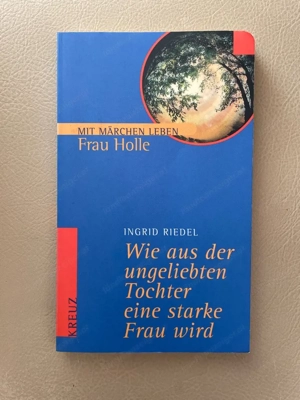 MIT MÄRCHEN LEBEN
Frau Holle
INGRID RIEDEL
Wie aus der
ungeliebten
Tochter
eine starke
Frau wird
KREUZ